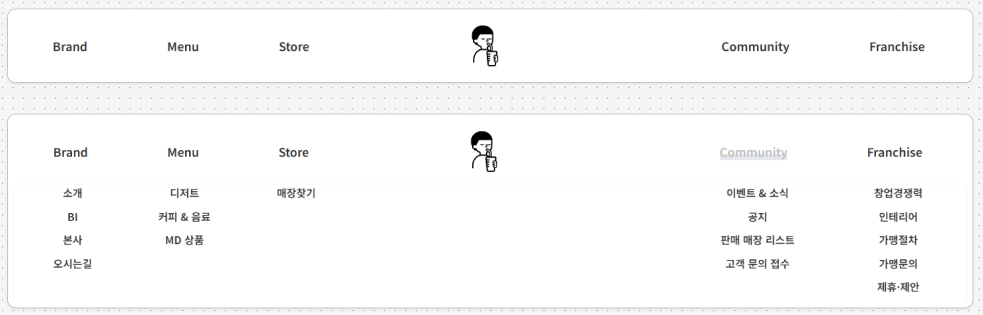 Brand Menu Store Community Franchise
Brand Menu Store Community Franchise
소개 디저트 매장찾기 이벤트 & 소식 창업경쟁력
BI 커피 & 음료 공지 인테리어
본사 MD 상품 판매 매장 리스트 가맹절차
오시는길 고객 문의 접수 가맹문의
제휴·제안